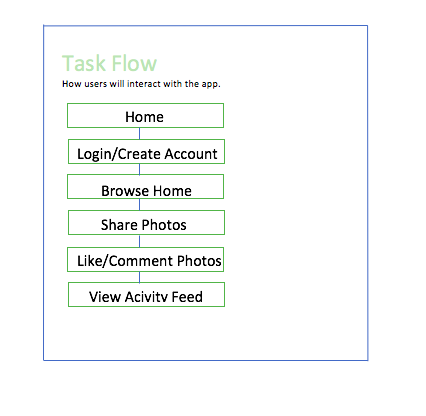 Task Flow
How users will interact with the app.
Home
Login/Create Account
Browse Home
Share Photos
Like/Comment Photos
View Acivity Feed